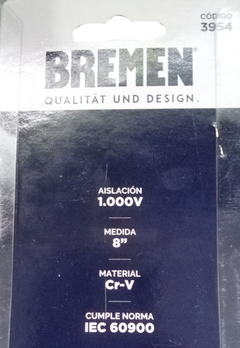 CÓDIGO
3954
BREMEN
QUALITÄT UND DESIGN.
AISLACIÓN
1.000V
MEDIDA
8"
MATERIAL
Cr-V
CUMPLE NORMA
IEC 60900